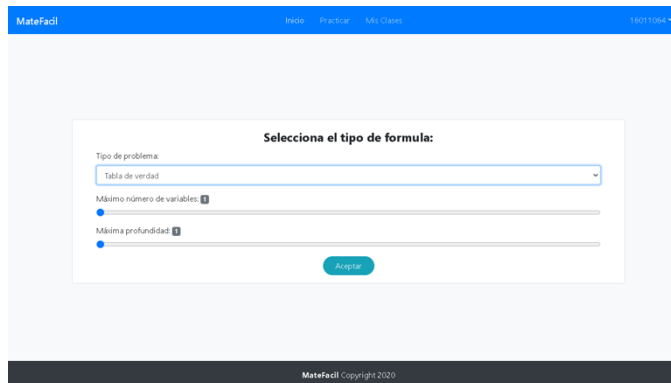 MateFacil Inicio Practicar Mis Clases 16011064
Selecciona el tipo de formula:
Tipo de problema:
Tabla de verdad
Máximo número de variables: 1
Máxima profundidad: 1
Aceptar
MateFacil Copyright 2020